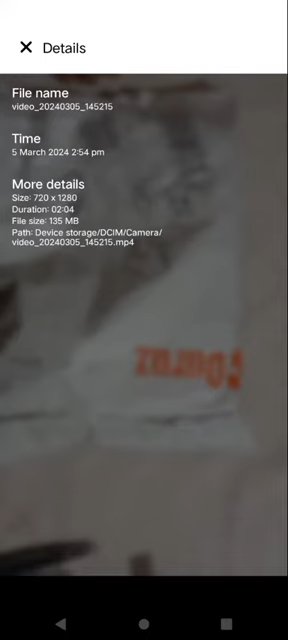 Details
File name
video_20240305_145215
Time
5 March 2024 2:54 pm
More details
Size: 720 x 1280
Duration: 02:04
File size: 135 MB
Path: Device storage/DCIM/Camera/
video_20240305_145215.mp4